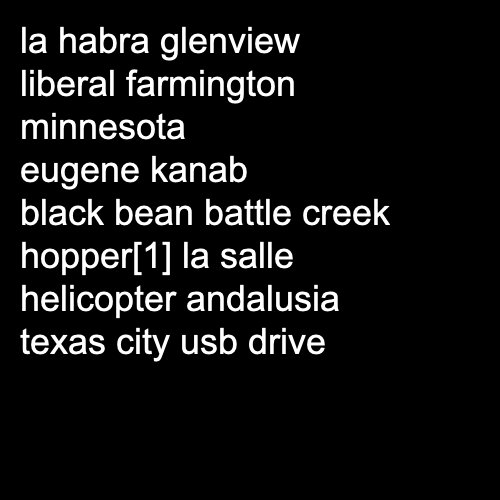 la habra glenview
liberal farmington
minnesota
eugene kanab
black bean battle creek
hopper[1] la salle
helicopter andalusia
texas city usb drive